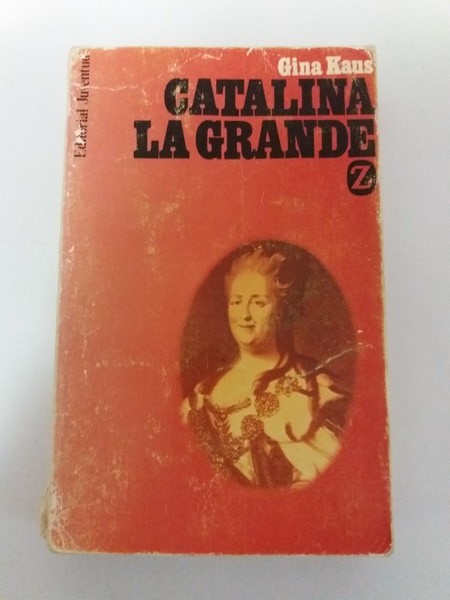 Gina Kaus
CATALINA
LA GRANDE
Z
Editorial Juventud